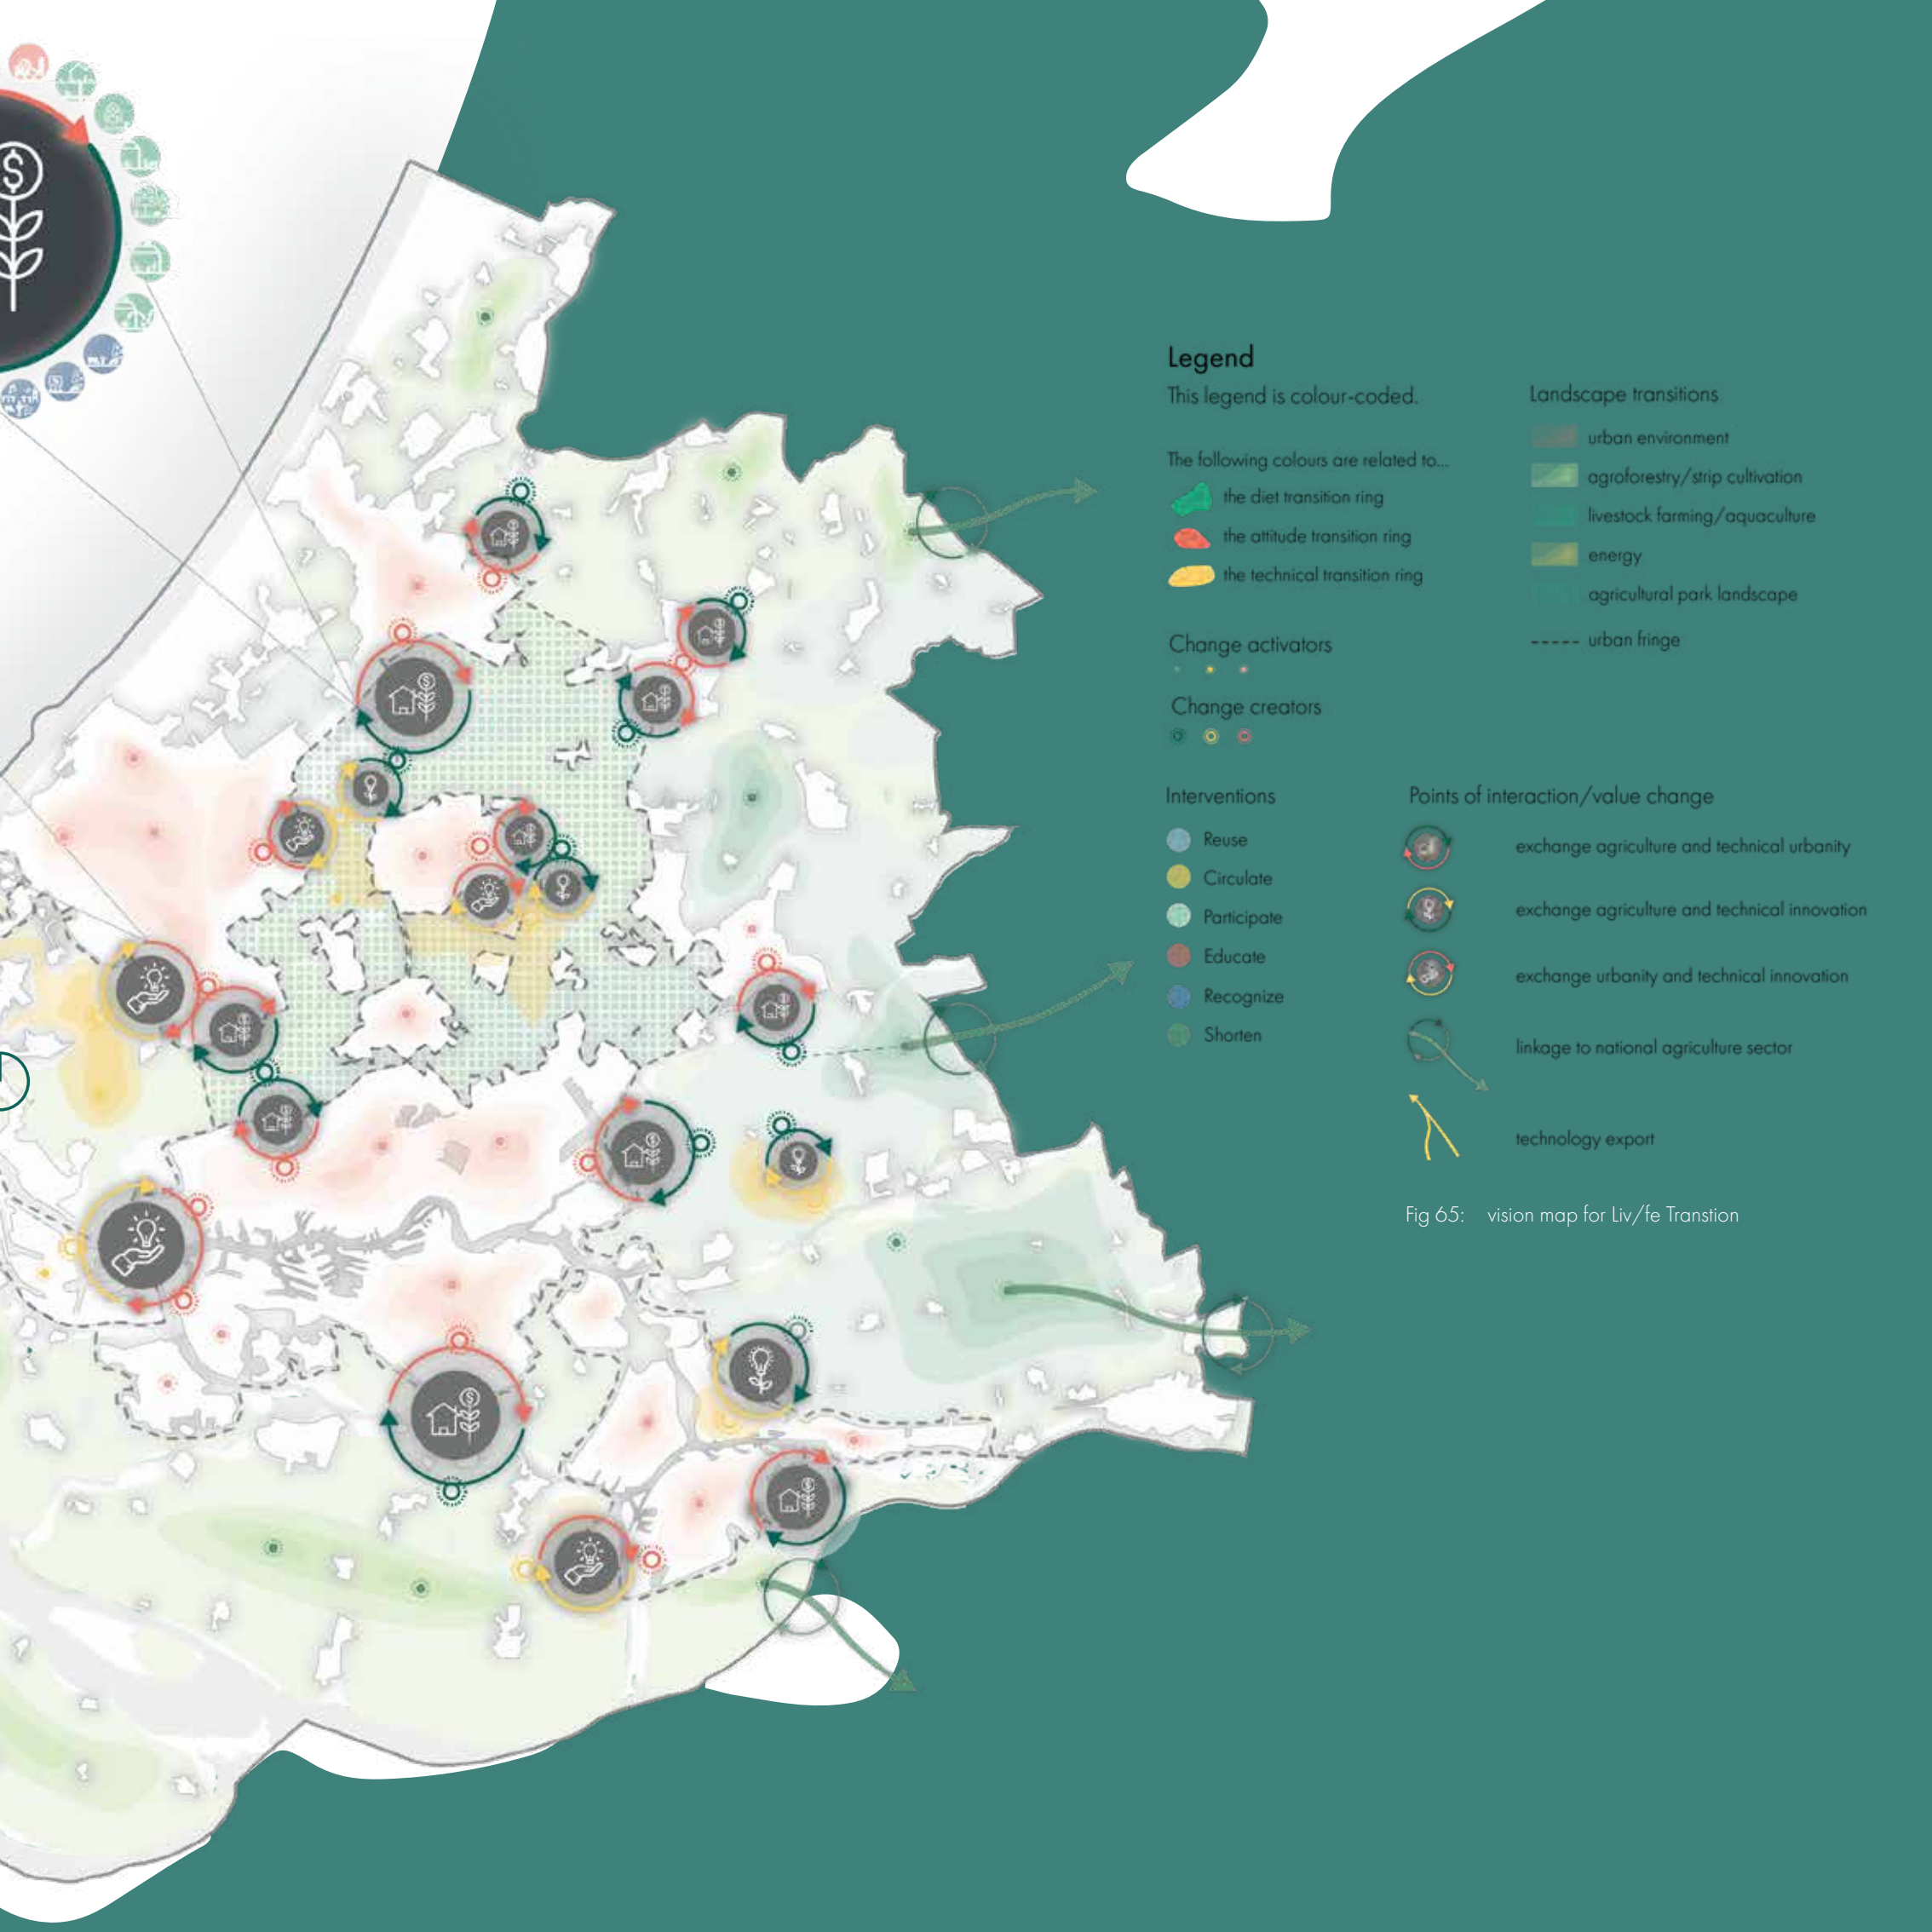 Legend
This legend is colour-coded.
The following colours are related to...
the diet transition ring
the attitude transition ring
the technical transition ring
Change activators
Change creators
Landscape transitions
urban environment
agroforestry/strip cultivation
livestock farming/aquaculture
energy
agricultural park landscape
urban fringe
Interventions
Reuse
Circulate
Participate
Educate
Recognize
Shorten
Points of interaction/value change
exchange agriculture and technical urbanity
exchange agriculture and technical innovation
exchange urbanity and technical innovation
linkage to national agriculture sector
technology export
Fig 65: vision map for Liv/fe Transtion